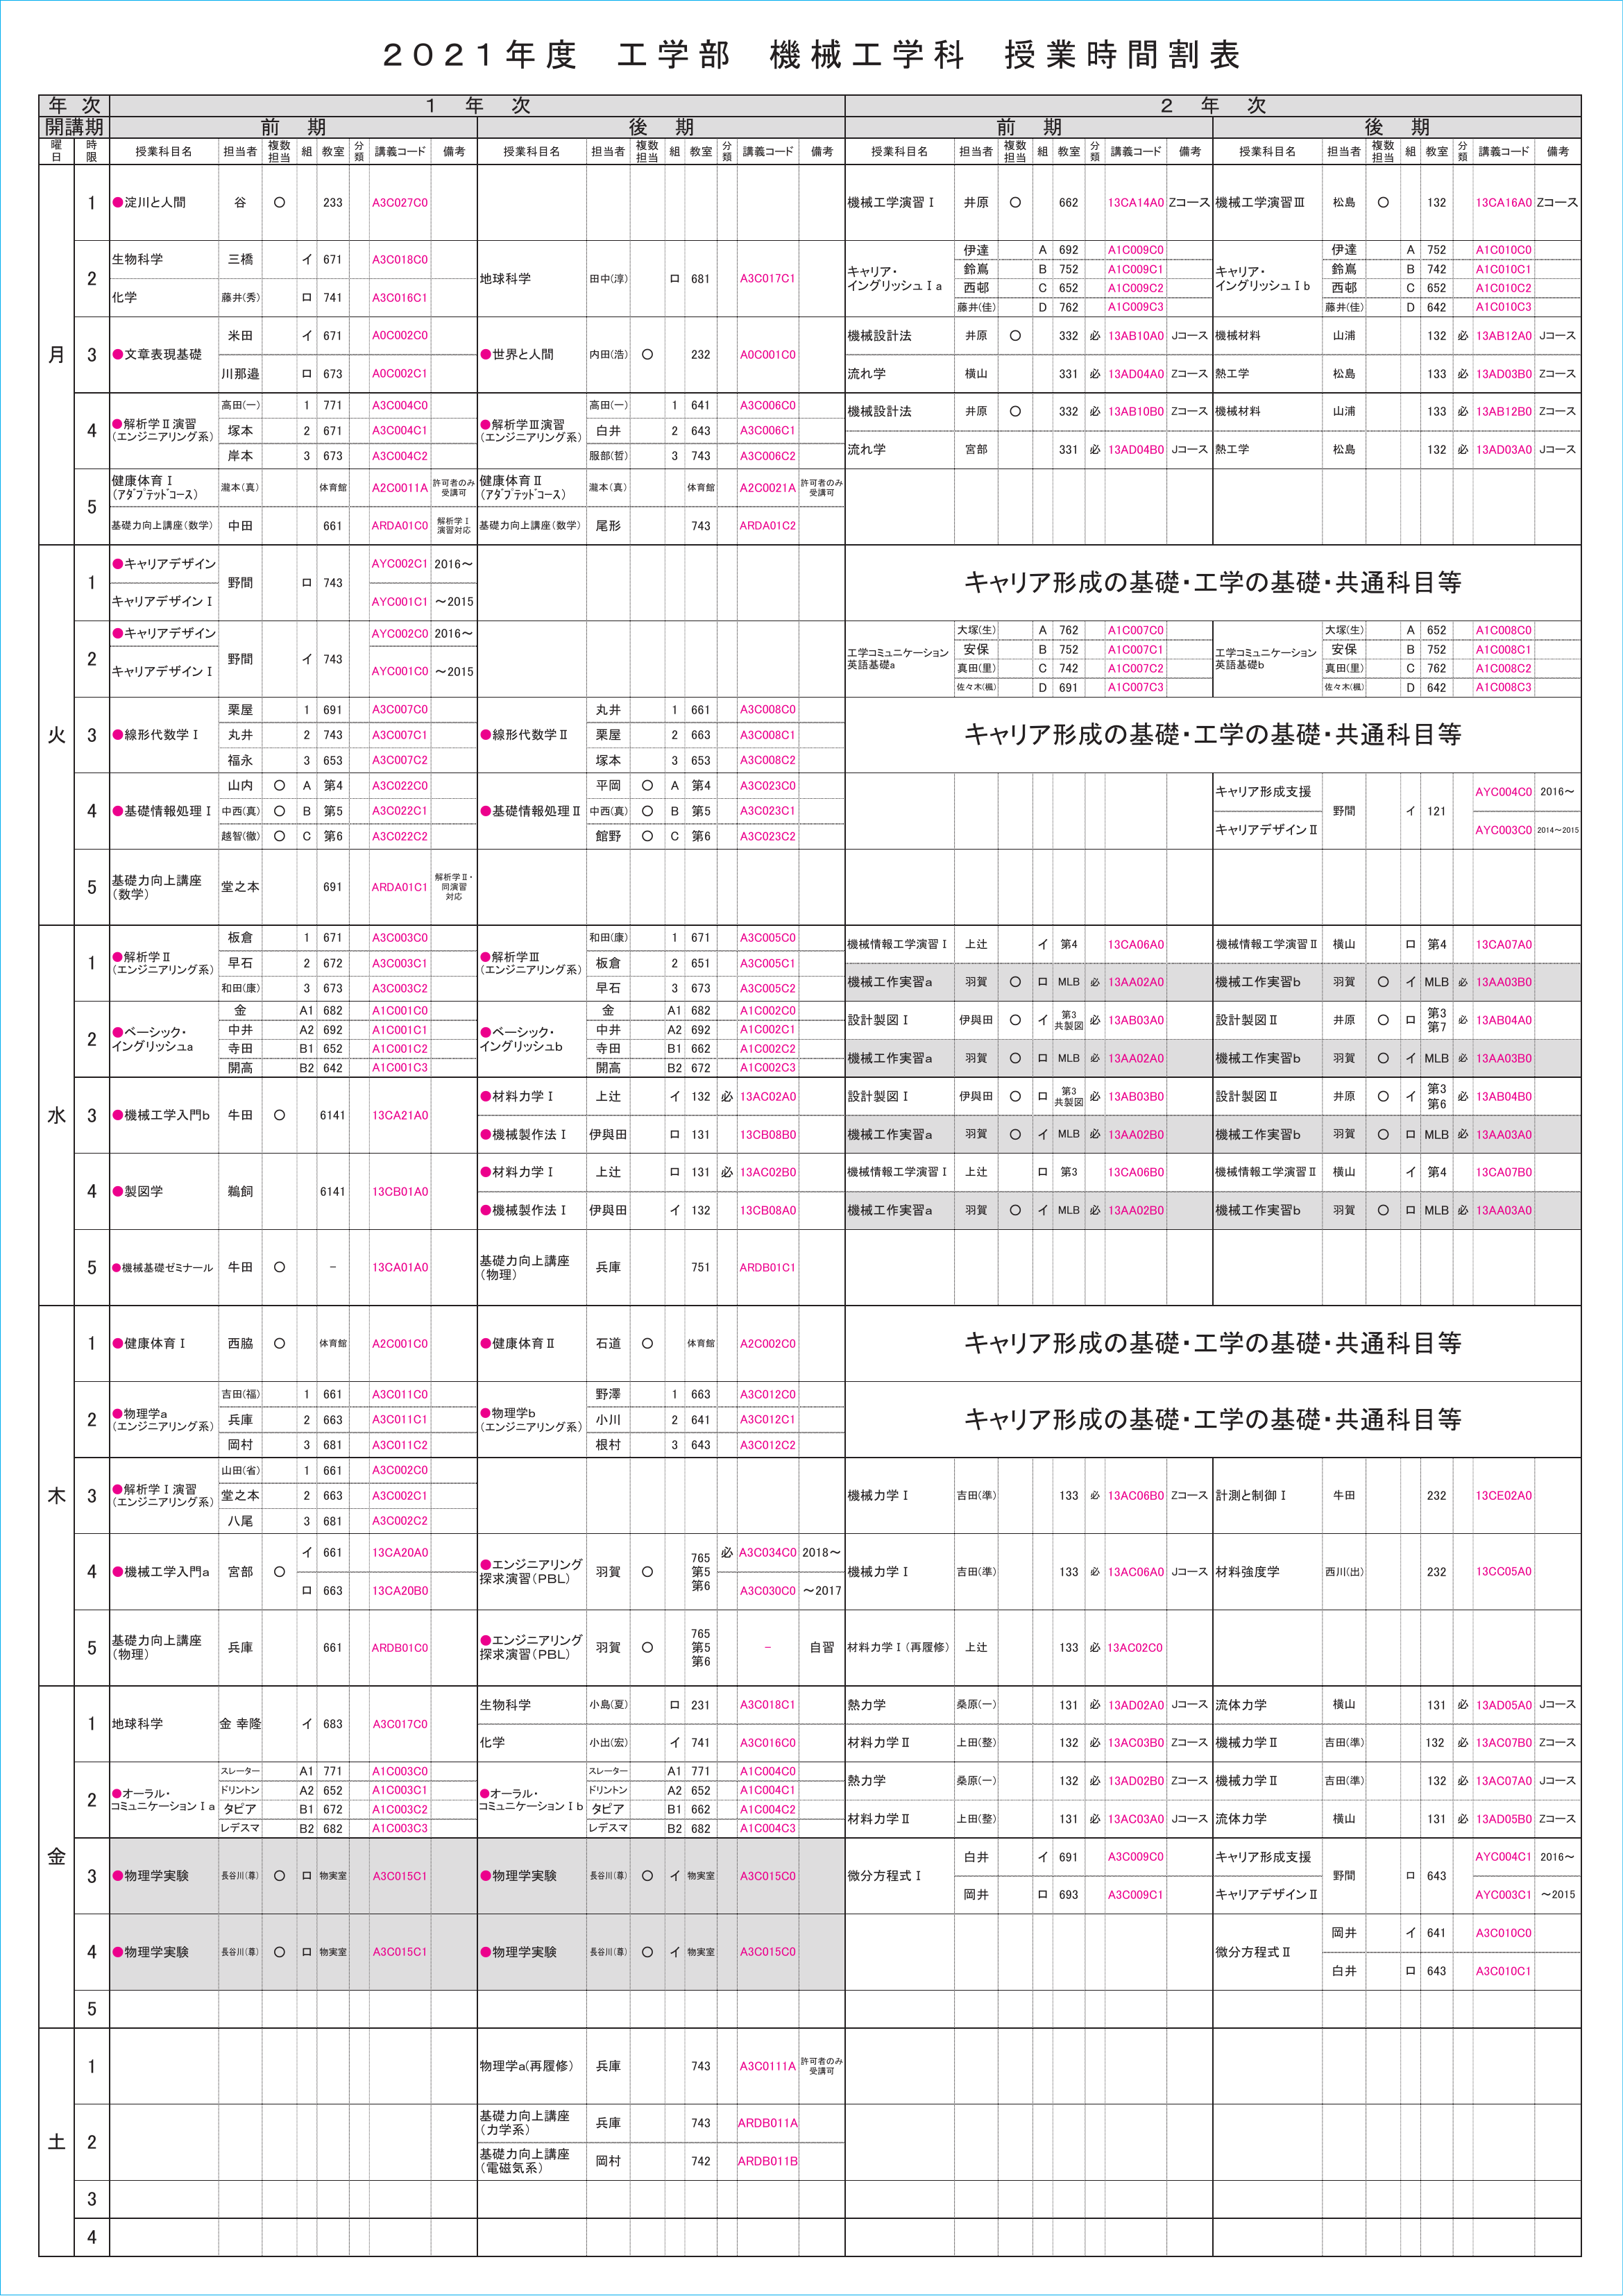 2021年度 工学部 機械工学科 授業時間割表
年次 1年次 2年次
開講期 前期 後期 前期 後期
曜日 時限 授業科目名 担当者 複数担当 組 教室 分類 講義コード 備考 授業科目名 担当者 複数担当 組 教室 分類 講義コード 備考 授業科目名 担当者 複数担当 組 教室 分類 講義コード 備考 授業科目名 担当者 複数担当 組 教室 分類 講義コード 備考
月
1 ●淀川と人間 谷 ○ 233 A3C027C0 機械工学演習Ⅰ 井原 ○ 662 13CA14A0 Zコース 機械工学演習Ⅲ 松島 ○ 132 13CA16A0 Zコース
2 生物科学 三橋 イ 671 A3C018C0
化学 藤井(秀) ロ 741 A3C016C1
地球科学 田中(淳) ロ 681 A3C017C1
キャリア・イングリッシュⅠa
伊達 A 692 A1C009C0
鈴嶌 B 752 A1C009C1
西邨 C 652 A1C009C2
藤井(佳) D 762 A1C009C3
キャリア・イングリッシュⅠb
伊達 A 752 A1C010C0
鈴嶌 B 742 A1C010C1
西邨 C 652 A1C010C2
藤井(佳) D 642 A1C010C3
3 ●文章表現基礎
米田 イ 671 A0C002C0
川那邉 ロ 673 A0C002C1
●世界と人間 内田(浩) ○ 232 A0C001C0
機械設計法 井原 ○ 332 必 13AB10A0 Jコース 機械材料 山浦 132 必 13AB12A0 Jコース
流れ学 横山 331 必 13AD04A0 Zコース 熱工学 松島 133 必 13AD03B0 Zコース
4 ●解析学Ⅱ演習(エンジニアリング系)
高田(一) 1 771 A3C004C0
塚本 2 671 A3C004C1
岸本 3 673 A3C004C2
●解析学Ⅲ演習(エンジニアリング系)
高田(一) 1 641 A3C006C0
白井 2 643 A3C006C1
服部(哲) 3 743 A3C006C2
機械設計法 井原 ○ 332 必 13AB10B0 Zコース 機械材料 山浦 133 必 13AB12B0 Zコース
流れ学 宮部 331 必 13AD04B0 Jコース 熱工学 松島 132 必 13AD03A0 Jコース
5 健康体育Ⅰ(アダプテッドコース) 瀧本(真) 体育館 A2C0011A 許可者のみ受講可 健康体育Ⅱ(アダプテッドコース) 瀧本(真) 体育館 A2C0021A 許可者のみ受講可
基礎力向上講座(数学) 中田 661 ARDA01C0 解析学Ⅰ演習対応 基礎力向上講座(数学) 尾形 743 ARDA01C2
火
1 ●キャリアデザイン 野間 ロ 743 AYC002C1 2016～
キャリアデザインⅠ AYC001C1 ～2015
キャリア形成の基礎・工学の基礎・共通科目等
2 ●キャリアデザイン 野間 イ 743 AYC002C0 2016～
キャリアデザインⅠ AYC001C0 ～2015
工学コミュニケーション英語基礎a
大塚(生) A 762 A1C007C0
安保 B 752 A1C007C1
真田(里) C 742 A1C007C2
佐々木(楓) D 691 A1C007C3
工学コミュニケーション英語基礎b
大塚(生) A 652 A1C008C0
安保 B 752 A1C008C1
真田(里) C 762 A1C008C2
佐々木(楓) D 642 A1C008C3
3 ●線形代数学Ⅰ
栗屋 1 691 A3C007C0
丸井 2 743 A3C007C1
福永 3 653 A3C007C2
●線形代数学Ⅱ
丸井 1 661 A3C008C0
栗屋 2 663 A3C008C1
塚本 3 653 A3C008C2
キャリア形成の基礎・工学の基礎・共通科目等
4 ●基礎情報処理Ⅰ
山内 ○ A 第4 A3C022C0
中西(真) ○ B 第5 A3C022C1
越智(徹) ○ C 第6 A3C022C2
●基礎情報処理Ⅱ
平岡 ○ A 第4 A3C023C0
中西(真) ○ B 第5 A3C023C1
館野 ○ C 第6 A3C023C2
キャリア形成支援 野間 イ 121 AYC004C0 2016～
キャリアデザインⅡ AYC003C0 2014～2015
5 基礎力向上講座(数学) 堂之本 691 ARDA01C1 解析学Ⅱ・同演習対応
水
1 ●解析学Ⅱ(エンジニアリング系)
板倉 1 671 A3C003C0
早石 2 672 A3C003C1
和田(康) 3 673 A3C003C2
●解析学Ⅲ(エンジニアリング系)
和田(康) 1 671 A3C005C0
板倉 2 651 A3C005C1
早石 3 673 A3C005C2
機械情報工学演習Ⅰ 上辻 イ 第4 13CA06A0 機械情報工学演習Ⅱ 横山 ロ 第4 13CA07A0
機械工作実習a 羽賀 ○ ロ MLB 必 13AA02A0 機械工作実習b 羽賀 ○ イ MLB 必 13AA03B0
2 ●ベーシック・イングリッシュa
金 A1 682 A1C001C0
中井 A2 692 A1C001C1
寺田 B1 652 A1C001C2
開高 B2 642 A1C001C3
●ベーシック・イングリッシュb
金 A1 682 A1C002C0
中井 A2 692 A1C002C1
寺田 B1 662 A1C002C2
開高 B2 672 A1C002C3
設計製図Ⅰ 伊與田 ○ イ 第3共製図 必 13AB03A0 設計製図Ⅱ 井原 ○ ロ 第3第7 必 13AB04A0
機械工作実習a 羽賀 ○ ロ MLB 必 13AA02A0 機械工作実習b 羽賀 ○ イ MLB 必 13AA03B0
3 ●機械工学入門b 牛田 ○ 6141 13CA21A0
●材料力学Ⅰ 上辻 イ 132 必 13AC02A0
●機械製作法Ⅰ 伊與田 ロ 131 13CB08B0
設計製図Ⅰ 伊與田 ○ ロ 第3共製図 必 13AB03B0 設計製図Ⅱ 井原 ○ イ 第3第6 必 13AB04B0
機械工作実習a 羽賀 ○ イ MLB 必 13AA02B0 機械工作実習b 羽賀 ○ ロ MLB 必 13AA03A0
4 ●製図学 鵜飼 6141 13CB01A0
●材料力学Ⅰ 上辻 ロ 131 必 13AC02B0
●機械製作法Ⅰ 伊與田 イ 132 13CB08A0
機械情報工学演習Ⅰ 上辻 ロ 第3 13CA06B0 機械情報工学演習Ⅱ 横山 イ 第4 13CA07B0
機械工作実習a 羽賀 ○ イ MLB 必 13AA02B0 機械工作実習b 羽賀 ○ ロ MLB 必 13AA03A0
5 ●機械基礎ゼミナール 牛田 ○ － 13CA01A0 基礎力向上講座(物理) 兵庫 751 ARDB01C1
木
1 ●健康体育Ⅰ 西脇 ○ 体育館 A2C001C0 ●健康体育Ⅱ 石道 ○ 体育館 A2C002C0 キャリア形成の基礎・工学の基礎・共通科目等
2 ●物理学a(エンジニアリング系)
吉田(福) 1 661 A3C011C0
兵庫 2 663 A3C011C1
岡村 3 681 A3C011C2
●物理学b(エンジニアリング系)
野澤 1 663 A3C012C0
小川 2 641 A3C012C1
根村 3 643 A3C012C2
キャリア形成の基礎・工学の基礎・共通科目等
3 ●解析学Ⅰ演習(エンジニアリング系)
山田(省) 1 661 A3C002C0
堂之本 2 663 A3C002C1
八尾 3 681 A3C002C2
機械力学Ⅰ 吉田(準) 133 必 13AC06B0 Zコース 計測と制御Ⅰ 牛田 232 13CE02A0
4 ●機械工学入門a 宮部 ○
イ 661 13CA20A0
ロ 663 13CA20B0
●エンジニアリング探求演習(PBL) 羽賀 ○ 765 第5 第6 必 A3C034C0 2018～
A3C030C0 ～2017
機械力学Ⅰ 吉田(準) 133 必 13AC06A0 Jコース 材料強度学 西川(出) 232 13CC05A0
5 基礎力向上講座(物理) 兵庫 661 ARDB01C0 ●エンジニアリング探求演習(PBL) 羽賀 ○ 765 第5 第6 － 自習 材料力学Ⅰ(再履修) 上辻 133 必 13AC02C0
金
1 地球科学 金 幸隆 イ 683 A3C017C0
生物科学 小島(夏) ロ 231 A3C018C1
化学 小出(宏) イ 741 A3C016C0
熱力学 桑原(一) 131 必 13AD02A0 Jコース 流体力学 横山 131 必 13AD05A0 Jコース
材料力学Ⅱ 上田(整) 132 必 13AC03B0 Zコース 機械力学Ⅱ 吉田(準) 132 必 13AC07B0 Zコース
2 ●オーラル・コミュニケーションⅠa
スレーター A1 771 A1C003C0
ドリントン A2 652 A1C003C1
タピア B1 672 A1C003C2
レデスマ B2 682 A1C003C3
●オーラル・コミュニケーションⅠb
スレーター A1 771 A1C004C0
ドリントン A2 652 A1C004C1
タピア B1 662 A1C004C2
レデスマ B2 682 A1C004C3
熱力学 桑原(一) 132 必 13AD02B0 Zコース 機械力学Ⅱ 吉田(準) 132 必 13AC07A0 Jコース
材料力学Ⅱ 上田(整) 131 必 13AC03A0 Jコース 流体力学 横山 131 必 13AD05B0 Zコース
3 ●物理学実験 長谷川(尊) ○ ロ 物実室 A3C015C1 ●物理学実験 長谷川(尊) ○ イ 物実室 A3C015C0
微分方程式Ⅰ
白井 イ 691 A3C009C0
岡井 ロ 693 A3C009C1
キャリア形成支援 野間 ロ 643 AYC004C1 2016～
キャリアデザインⅡ AYC003C1 ～2015
4 ●物理学実験 長谷川(尊) ○ ロ 物実室 A3C015C1 ●物理学実験 長谷川(尊) ○ イ 物実室 A3C015C0
微分方程式Ⅱ
岡井 イ 641 A3C010C0
白井 ロ 643 A3C010C1
5
土
1 物理学a(再履修) 兵庫 743 A3C0111A 許可者のみ受講可
2 基礎力向上講座(力学系) 兵庫 743 ARDB011A
基礎力向上講座(電磁気系) 岡村 742 ARDB011B
3
4